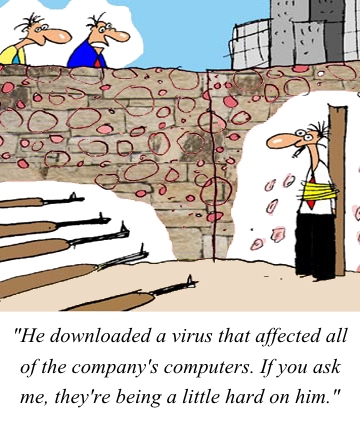 "He downloaded a virus that affected all
of the company's computers. If you ask
me, they're being a little hard on him."